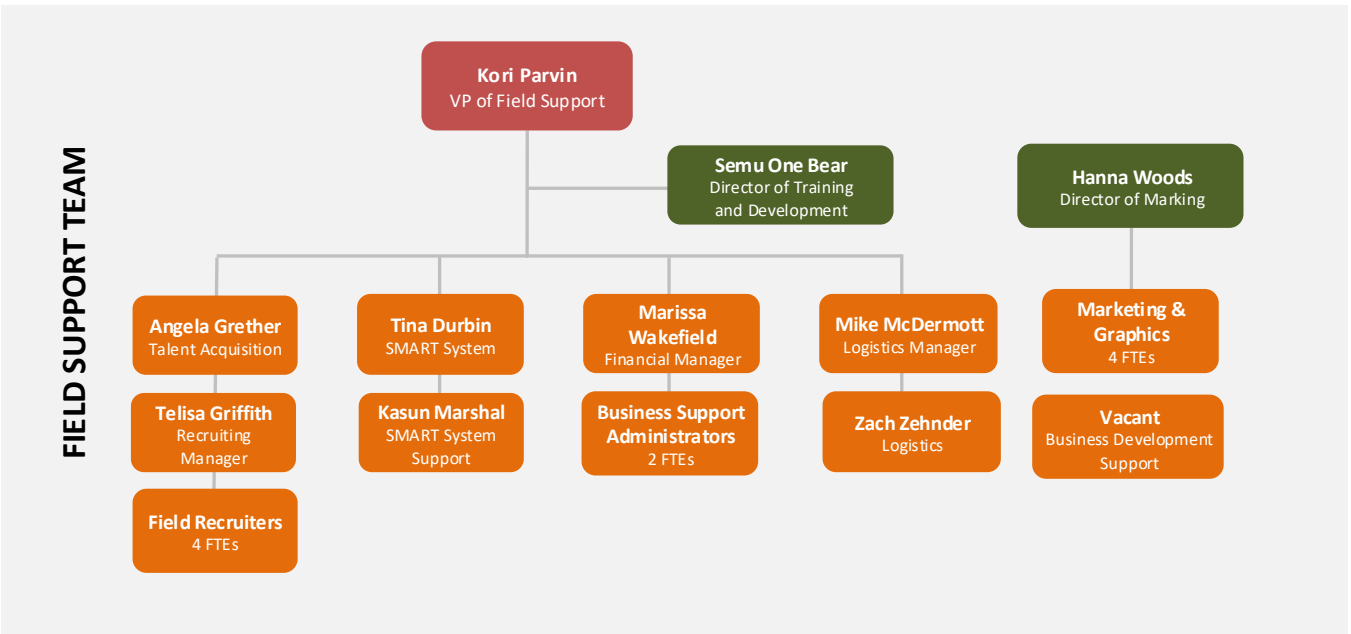 FIELD SUPPORT TEAM
Kori Parvin
VP of Field Support
Semu One Bear
Director of Training
and Development
Hanna Woods
Director of Marking
Angela Grether
Talent Acquisition
Tina Durbin
SMART System
Marissa
Wakefield
Financial Manager
Mike McDermott
Logistics Manager
Marketing &
Graphics
4 FTEs
Telisa Griffith
Recruiting
Manager
Kasun Marshal
SMART System
Support
Business Support
Administrators
2 FTEs
Zach Zehnder
Logistics
Vacant
Business Development
Support
Field Recruiters
4 FTEs